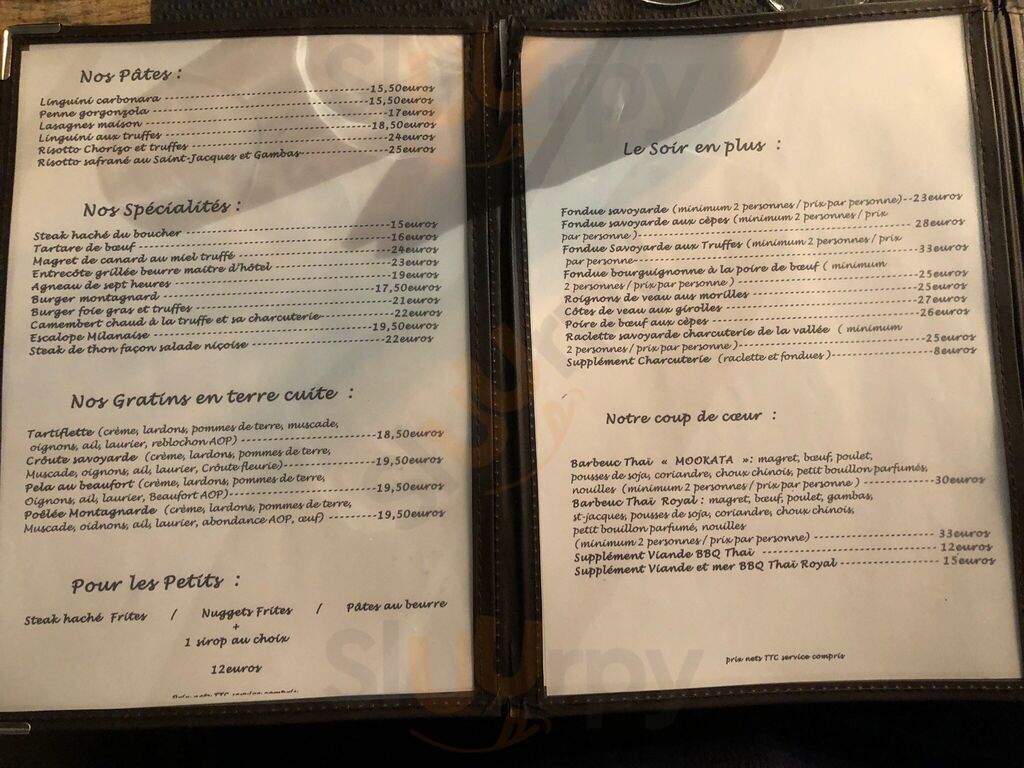 Nos Pâtes :
Linguini carbonara ---15,50euros
Penne gorgonzola ---15,50euros
Lasagnes maison ---17euros
Linguini aux truffes ---18,50euros
Risotto Chorizo et truffes ---24euros
Risotto safrané au Saint-Jacques et Gambas---25euros
Nos Spécialités :
Steak haché du boucher ---15euros
Tartare de bœuf ---16euros
Magret de canard au miel truffé ---24euros
Entrecôte grillée beurre maitre d'hôtel ---23euros
Agneau de sept heures ---19euros
Burger montagnard ---17,50euros
Burger foie gras et truffes ---21euros
Camembert chaud à la truffe et sa charcuterie---22euros
Escalope Milanaise ---19,50euros
Steak de thon façon salade niçoise ---22euros
Nos Gratins en terre cuite :
Tartiflette (crème, lardons, pommes de terre, muscade,
oignons, ail, laurier, reblochon AOP) ---18,50euros
Croûte savoyarde (crème, lardons, pommes de terre,
Muscade, oignons, ail, laurier, Croûte fleurie)---19,50euros
Pela au beaufort (crème, lardons, pommes de terre,
Oignons, ail, laurier, Beaufort AOP)---19,50euros
Poêlée Montagnarde (crème, lardons, pommes de terre,
Muscade, oidnons, ail, laurier, abondance AOP, œuf) ---19,50euros
Pour les Petits :
Steak haché Frites / Nuggets Frites / Pâtes au beurre
+
1 sirop au choix
12euros
Prix nets TTC service compris
Le Soir en plus :
Fondue savoyarde (minimum 2 personnes / prix par personne)--23euros
Fondue savoyarde aux cèpes (minimum 2 personnes / prix
par personne )--- 28euros
Fondue Savoyarde aux Truffes (minimum 2 personnes / prix
par personne---33euros
Fondue bourguignonne à la poire de bœuf ( minimum
2 personnes / prix par personne ) ---25euros
Roignons de veau aus morilles ---25euros
Côtes de veau aux girolles ---27euros
Poire de bœuf aux cèpes ---26euros
Raclette savoyarde charcuterie de la vallée ( minimum
2 personnes / prix par personne )---25euros
Supplément Charcuterie (raclette et fondues )---8euros
Notre coup de cœur :
Barbeuc Thaï « MOOKATA »: magret, bœuf, poulet,
pousses de soja, coriandre, choux chinois, petit bouillon parfumés,
nouilles (minimum 2 personnes / prix par personne ) ---30euros
Barbeuc Thaï Royal : magret, bœuf, poulet, gambas,
st-jacques, pousses de soja, coriandre, choux chinois,
petit bouillon parfumé, nouilles
(minimum 2 personnes / prix par personne) --- 33euros
Supplément Viande BBQ Thaï --- 12euros
Supplément Viande et mer BBQ Thaï Royal --- 15euros
prix nets TTC service compris
Slurpy
Slurpy